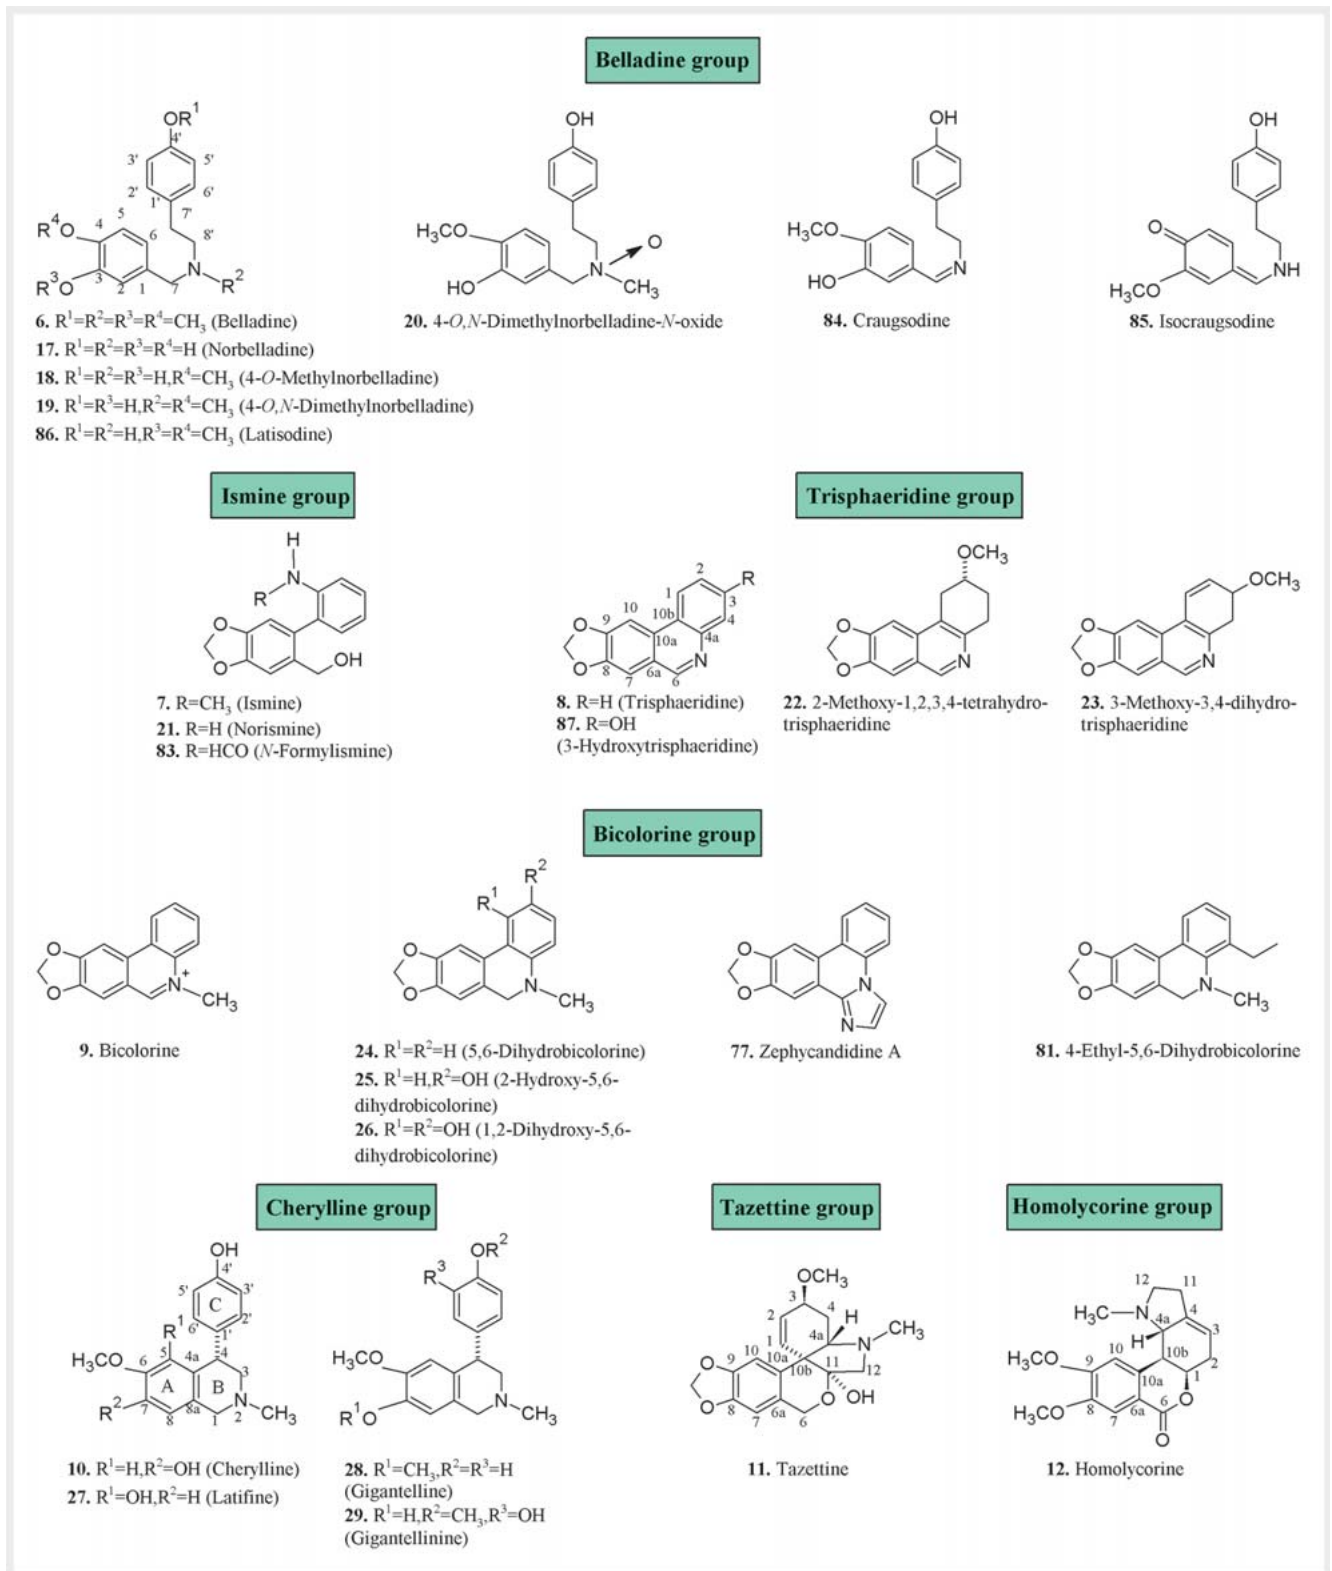 Belladine group
OR1
4'
3' 5'
2' 6'
1'
7'
R4 O 4 5 6 8'
R3 O 3 2 1 7 N R2
OH
H3CO
HO
N O
CH3
OH
H3CO
HO
N
OH
O
H3CO
NH
6. R1=R2=R3=R4=CH3 (Belladine)
17. R1=R2=R3=R4=H (Norbelladine)
18. R1=R2=R3=H,R4=CH3 (4-O-Methylnorbelladine)
19. R1=R3=H,R2=R4=CH3 (4-O,N-Dimethylnorbelladine)
86. R1=R2=H,R3=R4=CH3 (Latisodine)
20. 4-O,N-Dimethylnorbelladine-N-oxide
84. Craugsodine
85. Isocraugsodine
Ismine group
Trisphaeridine group
H
N
R
O
O
OH
2 R
1 3
10 10b 4
9 10a 4a
O
O
8 7 6a 6 N
OCH3
O
O
N
OCH3
O
O
N
7. R=CH3 (Ismine)
21. R=H (Norismine)
83. R=HCO (N-Formylismine)
8. R=H (Trisphaeridine)
87. R=OH
(3-Hydroxytrisphaeridine)
22. 2-Methoxy-1,2,3,4-tetrahydro-
trisphaeridine
23. 3-Methoxy-3,4-dihydro-
trisphaeridine
Bicolorine group
O
O
N+
CH3
R2
R1
O
O
N
CH3
O
O
N
N
O
O
N
CH3
9. Bicolorine
24. R1=R2=H (5,6-Dihydrobicolorine)
25. R1=H,R2=OH (2-Hydroxy-5,6-
dihydrobicolorine)
26. R1=R2=OH (1,2-Dihydroxy-5,6-
dihydrobicolorine)
77. Zephycandidine A
81. 4-Ethyl-5,6-Dihydrobicolorine
Cherylline group
Tazettine group
Homolycorine group
OH
4'
5' 3'
C
6' 2'
R1 1'
H3CO 5 4a 4
6 A B 3
R2 7 8 8a 1 N 2 CH3
OR2
R3
H3CO
R1O
N
CH3
OCH3
3
2 4 H
1 4a N CH3
9 10 10a 10b 11 12
O
O
8 7 6a 6 O OH
12 11
H3C N 4
4a 3
H
10 10b 2
H3CO 9 10a 1
H3CO 8 7 6a 6 O
O
10. R1=H,R2=OH (Cherylline)
27. R1=OH,R2=H (Latifine)
28. R1=CH3,R2=R3=H
(Gigantelline)
29. R1=H,R2=CH3,R3=OH
(Gigantellinine)
11. Tazettine
12. Homolycorine